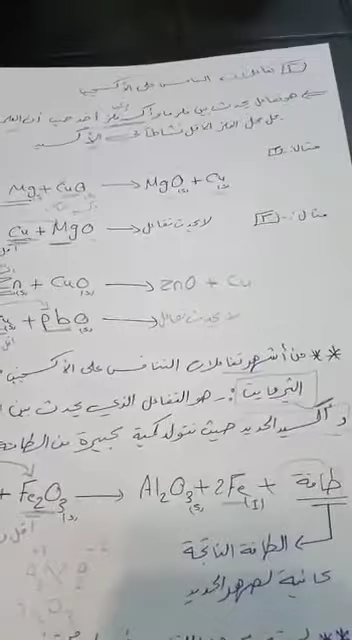 [1] تفاعلات التنافس على الأكسجين
هو تفاعل يحدث بين فلز وأكسيد فلز آخر حيث أن الفلز
يحل محل الفلز الأقل نشاطاً في الأكسيد
مثال:
Mg + CuO → MgO(s) + Cu(s)
مثال:
Cu + MgO → لا يحدث تفاعل
Zn(s) + CuO(s) → ZnO + Cu
+ pbO(s) → لا يحدث تفاعل
** من أشهر تفاعلات التنافس على الأكسجين
الثرمايت: هو التفاعل الذي يحدث بين
وأكسيد الحديد حيث تتولد كمية كبيرة من الطاقة
+ Fe2O3(s) → Al2O3(s) + 2Fe(l) + طاقة
الطاقة الناتجة
كافية لصهر الحديد